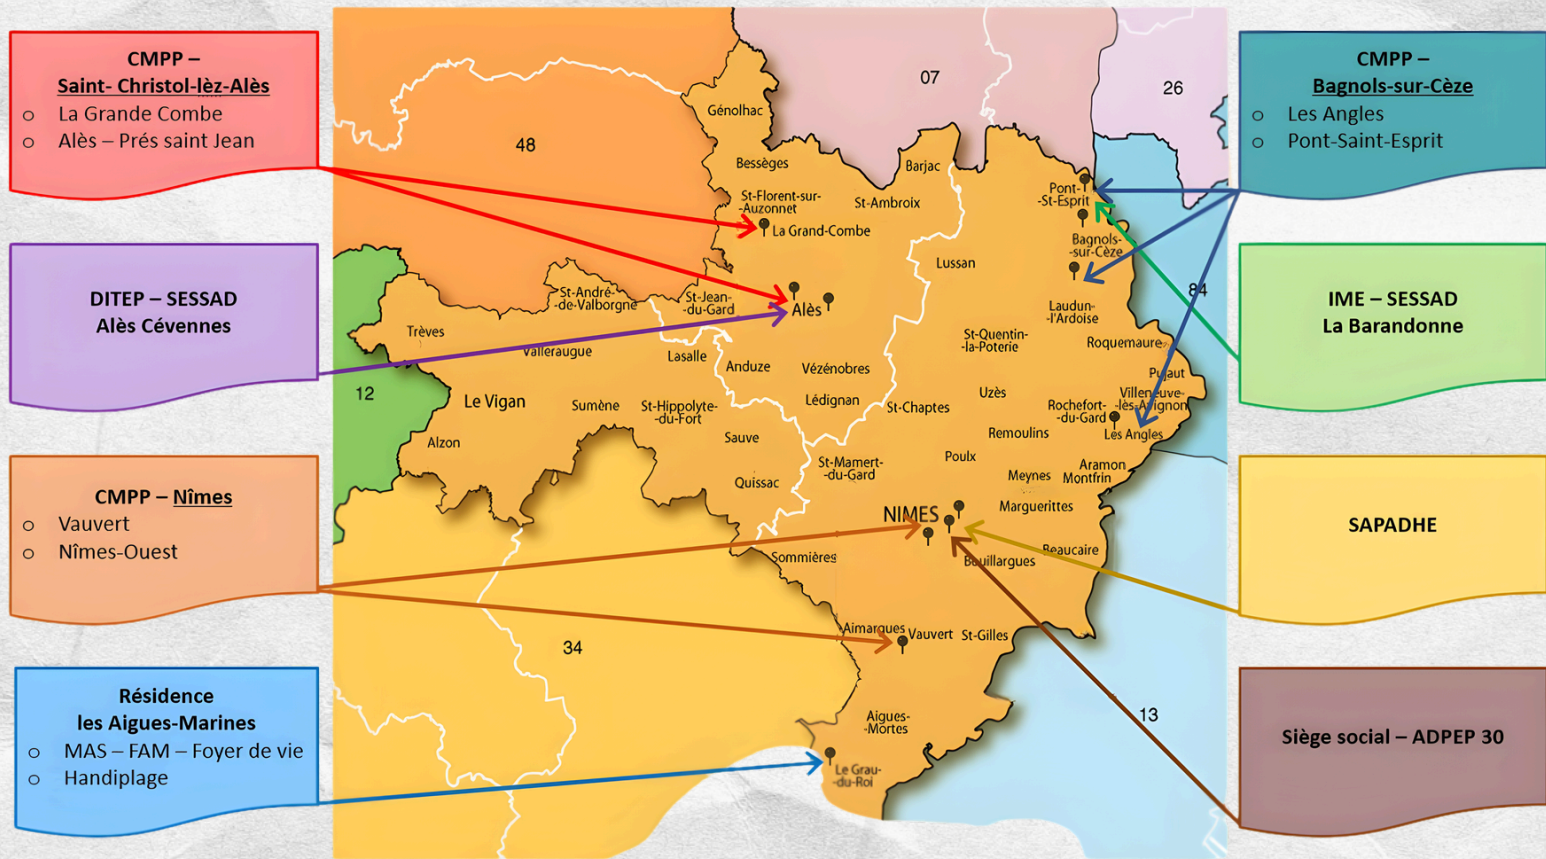 CMPP –
Saint- Christol-lèz-Alès
o La Grande Combe
o Alès – Prés saint Jean
DITEP – SESSAD
Alès Cévennes
CMPP – Nîmes
o Vauvert
o Nîmes-Ouest
Résidence
les Aigues-Marines
o MAS – FAM – Foyer de vie
o Handiplage
07
26
48
84
12
34
13
Génolhac
Bessèges
Barjac
St-Florent-sur-
-Auzonnet
St-Ambroix
Pont-
-St-Esprit
La Grand-Combe
Bagnols-
-sur-Cèze
Lussan
St-André-
-de-Valborgne
St-Jean-
-du-Gard
Alès
Laudun-
-l'Ardoise
Trèves
Valleraugue
Lasalle
Anduze
Vézénobres
St-Quentin-
-la-Poterie
Roquemaure
Pujaut
Le Vigan
Sumène
St-Hippolyte-
-du-Fort
Lédignan
St-Chaptes
Uzès
Villeneuve-
-lès-Avignon
Rochefort-
-du-Gard
Les Angles
Alzon
Sauve
Remoulins
Quissac
St-Mamert-
-du-Gard
Poulx
Meynes
Aramon
Montfrin
NIMES
Marguerittes
Sommières
Bouillargues
Beaucaire
Aimargues
Vauvert
St-Gilles
Aigues-
-Mortes
Le Grau-
-du-Roi
CMPP –
Bagnols-sur-Cèze
o Les Angles
o Pont-Saint-Esprit
IME – SESSAD
La Barandonne
SAPADHE
Siège social – ADPEP 30